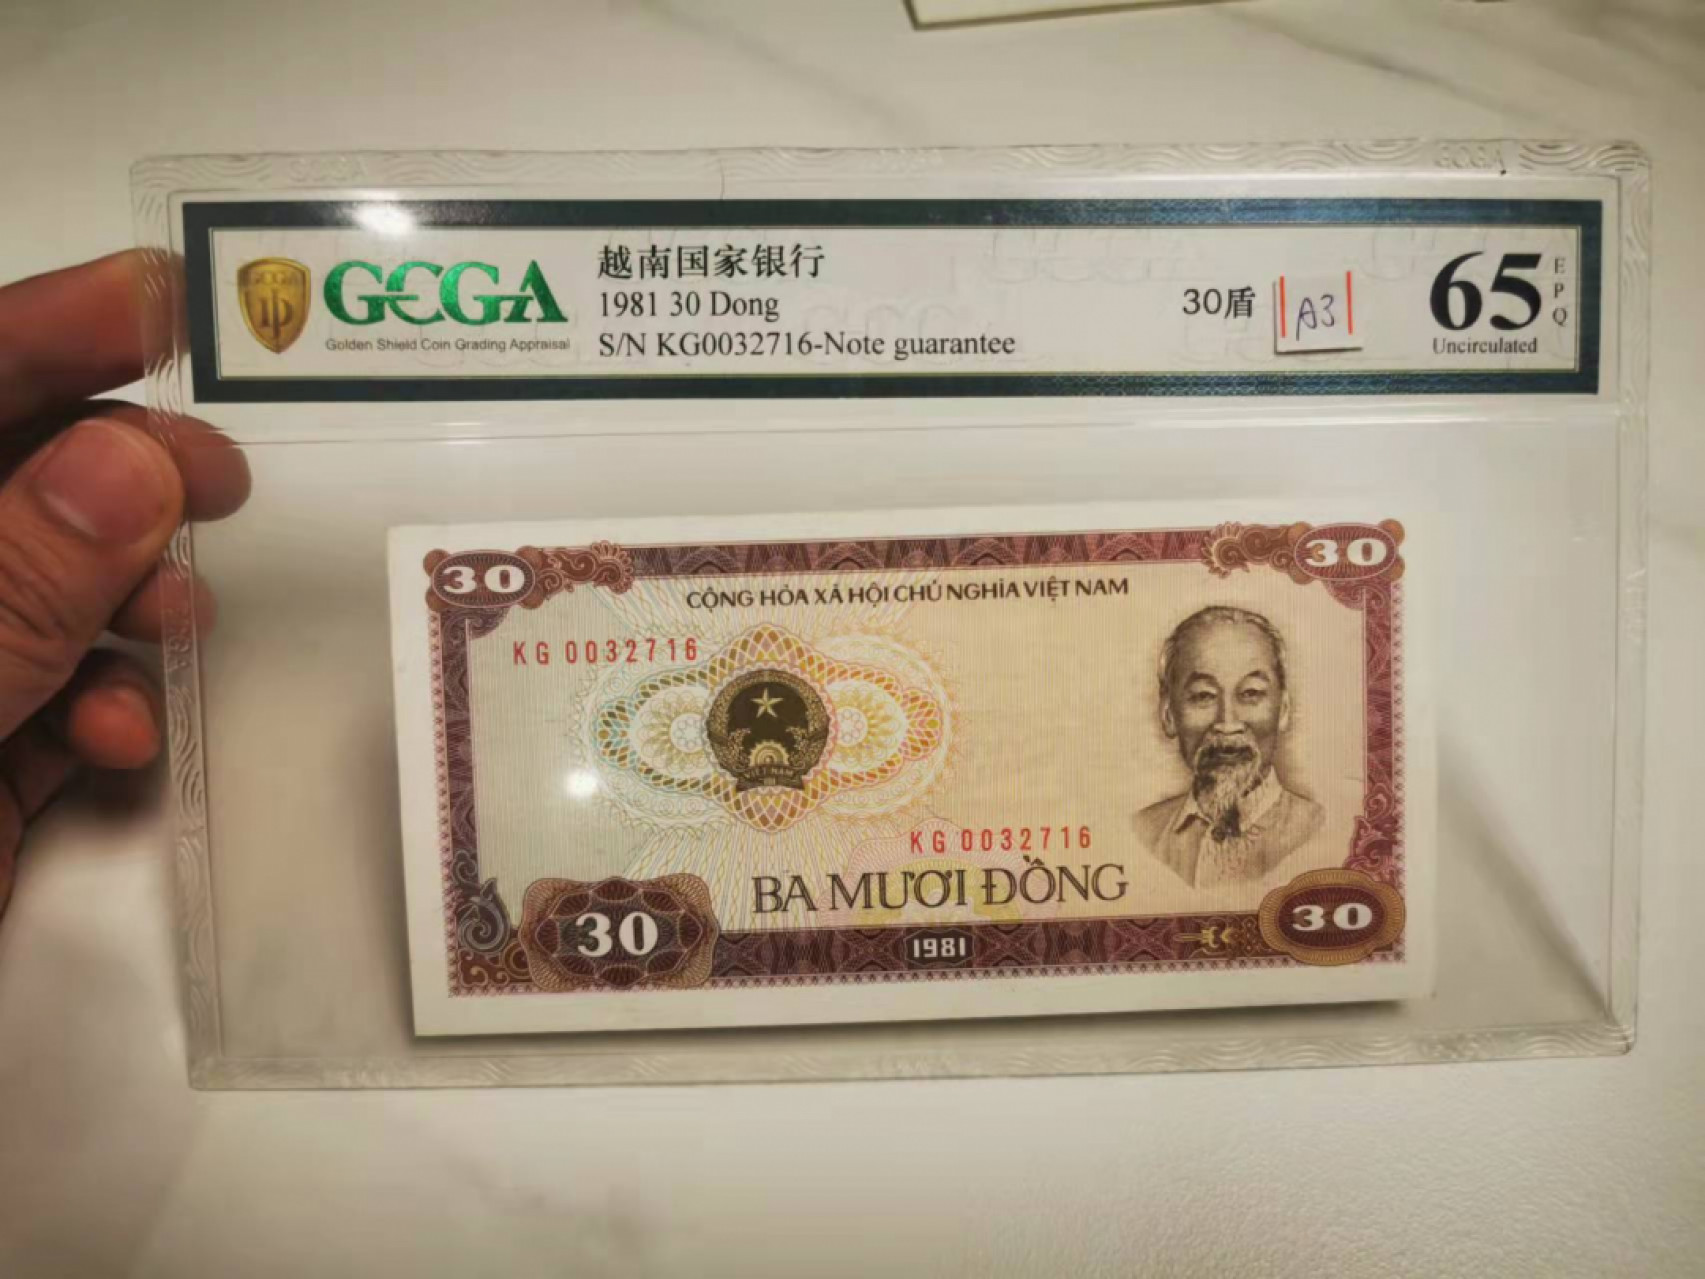 GCGA
Golden Shield Coin Grading Appraisal
越南国家银行
1981 30 Dong
S/N KG0032716-Note guarantee
30盾
A3
65
EPQ
Uncirculated
30
30
CỘNG HÒA XÃ HỘI CHỦ NGHĨA VIỆT NAM
KG 0032716
VIỆT NAM
KG 0032716
BA MƯƠI ĐỒNG
30
1981
30